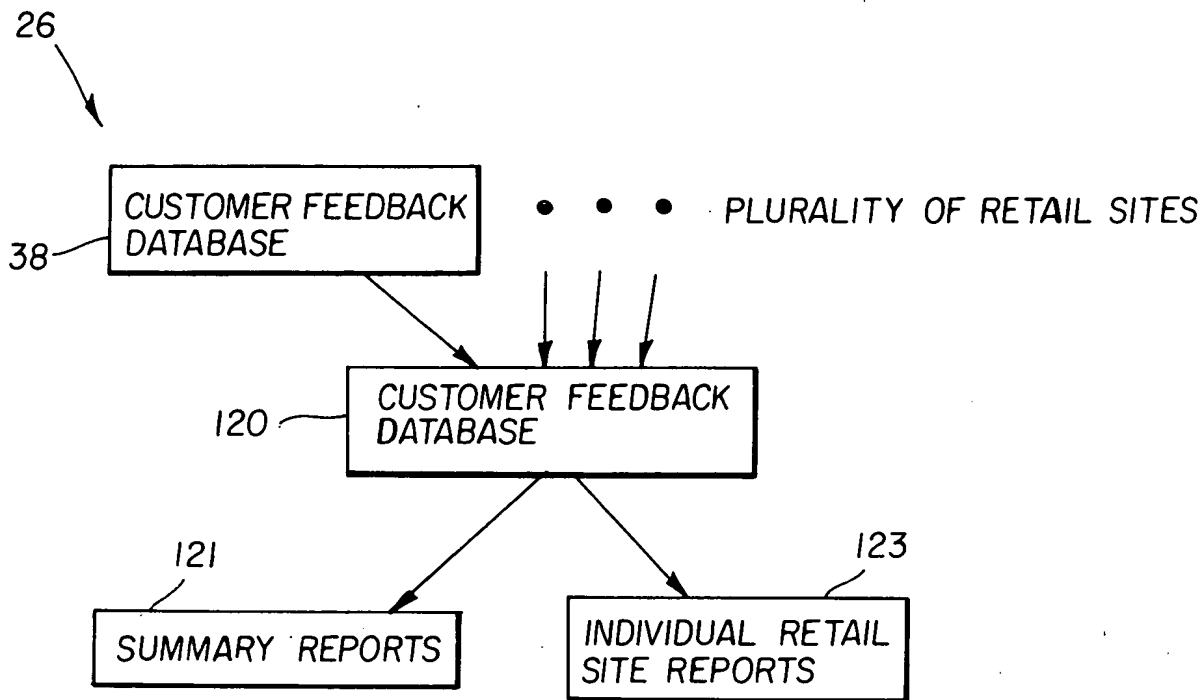 26
CUSTOMER FEEDBACK
DATABASE
38
PLURALITY OF RETAIL SITES
CUSTOMER FEEDBACK
DATABASE
120
121
SUMMARY REPORTS
123
INDIVIDUAL RETAIL
SITE REPORTS